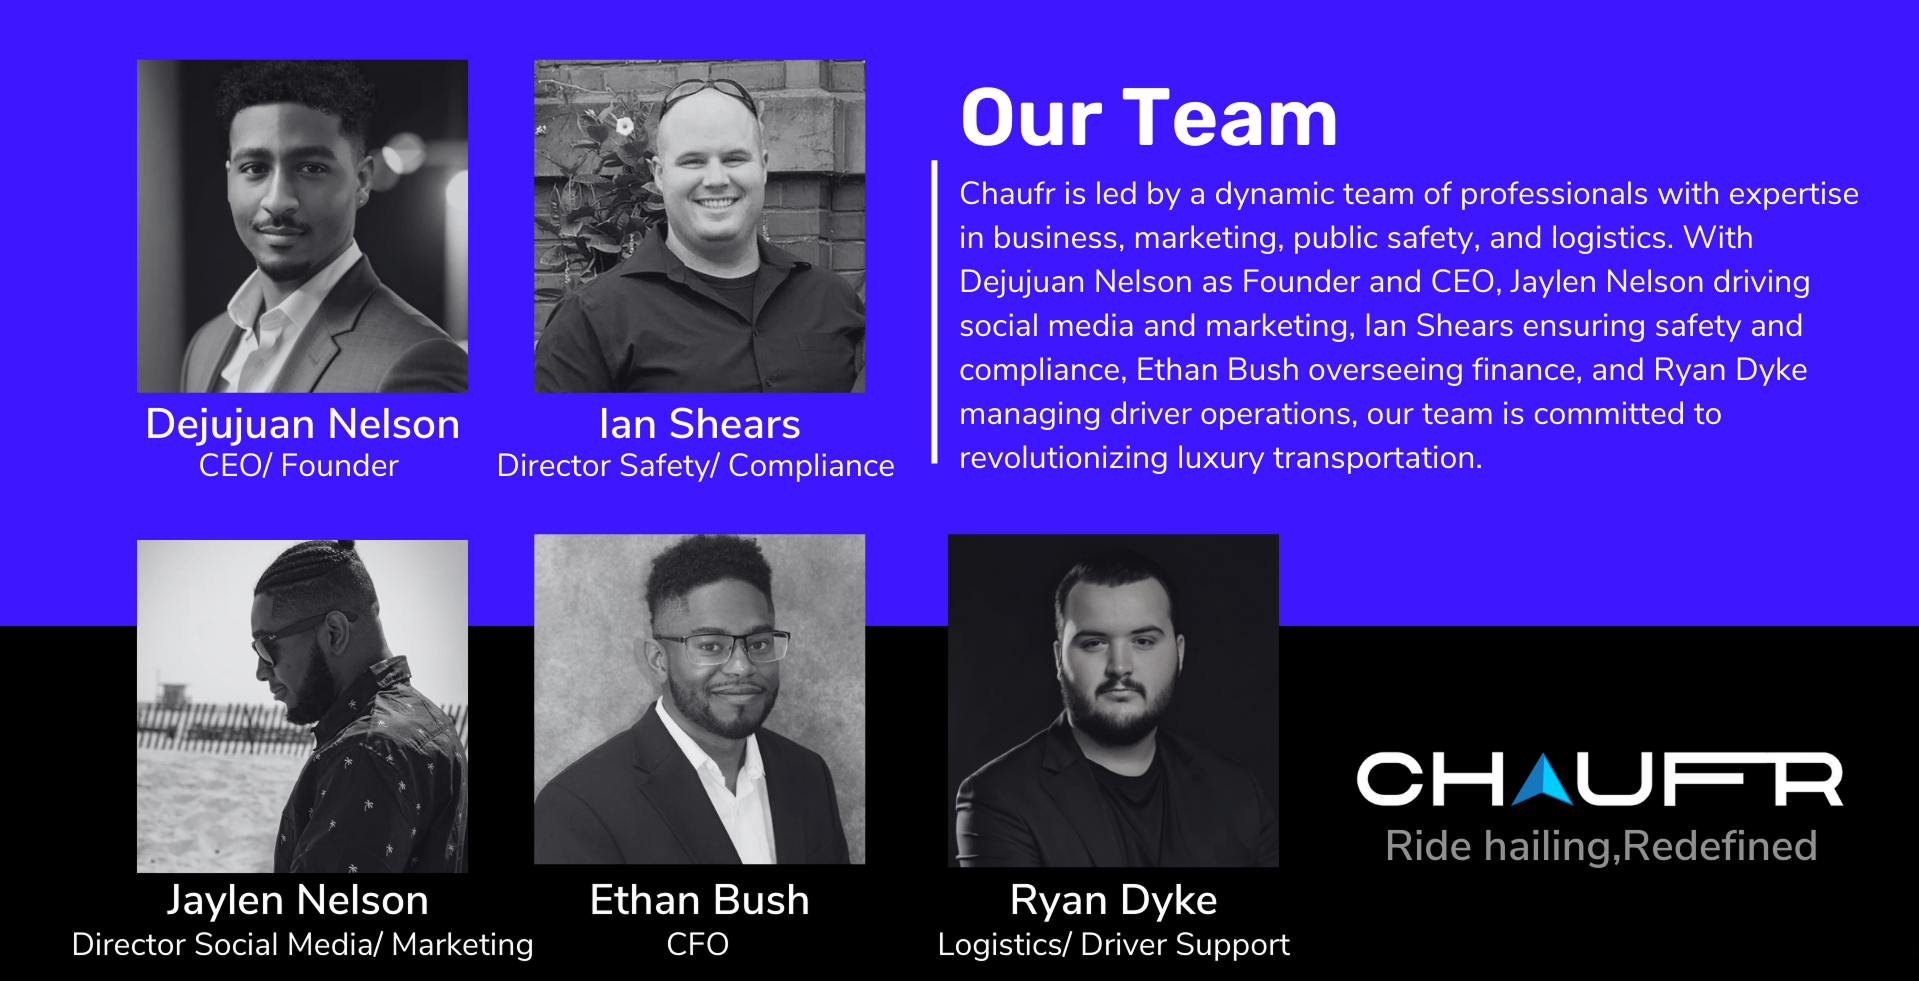 Our Team
Chaufr is led by a dynamic team of professionals with expertise
in business, marketing, public safety, and logistics. With
Dejujuan Nelson as Founder and CEO, Jaylen Nelson driving
social media and marketing, Ian Shears ensuring safety and
compliance, Ethan Bush overseeing finance, and Ryan Dyke
managing driver operations, our team is committed to
revolutionizing luxury transportation.
Dejujuan Nelson
CEO/ Founder
Ian Shears
Director Safety/ Compliance
Jaylen Nelson
Director Social Media/ Marketing
Ethan Bush
CFO
Ryan Dyke
Logistics/ Driver Support
CHAUFR
Ride hailing,Redefined